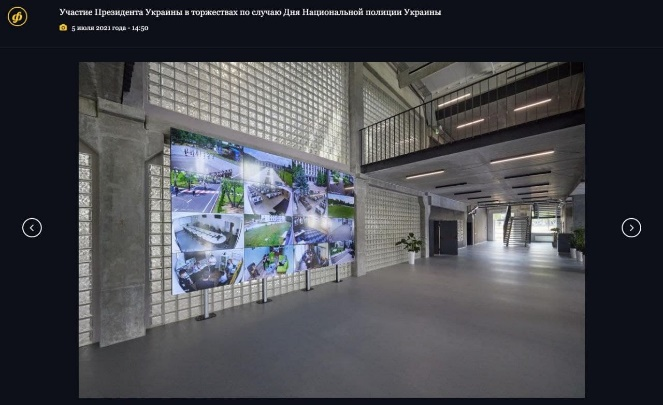 Участие Президента Украины в торжествах по случаю Дня Национальной полиции Украины
5 июля 2021 года - 14:50